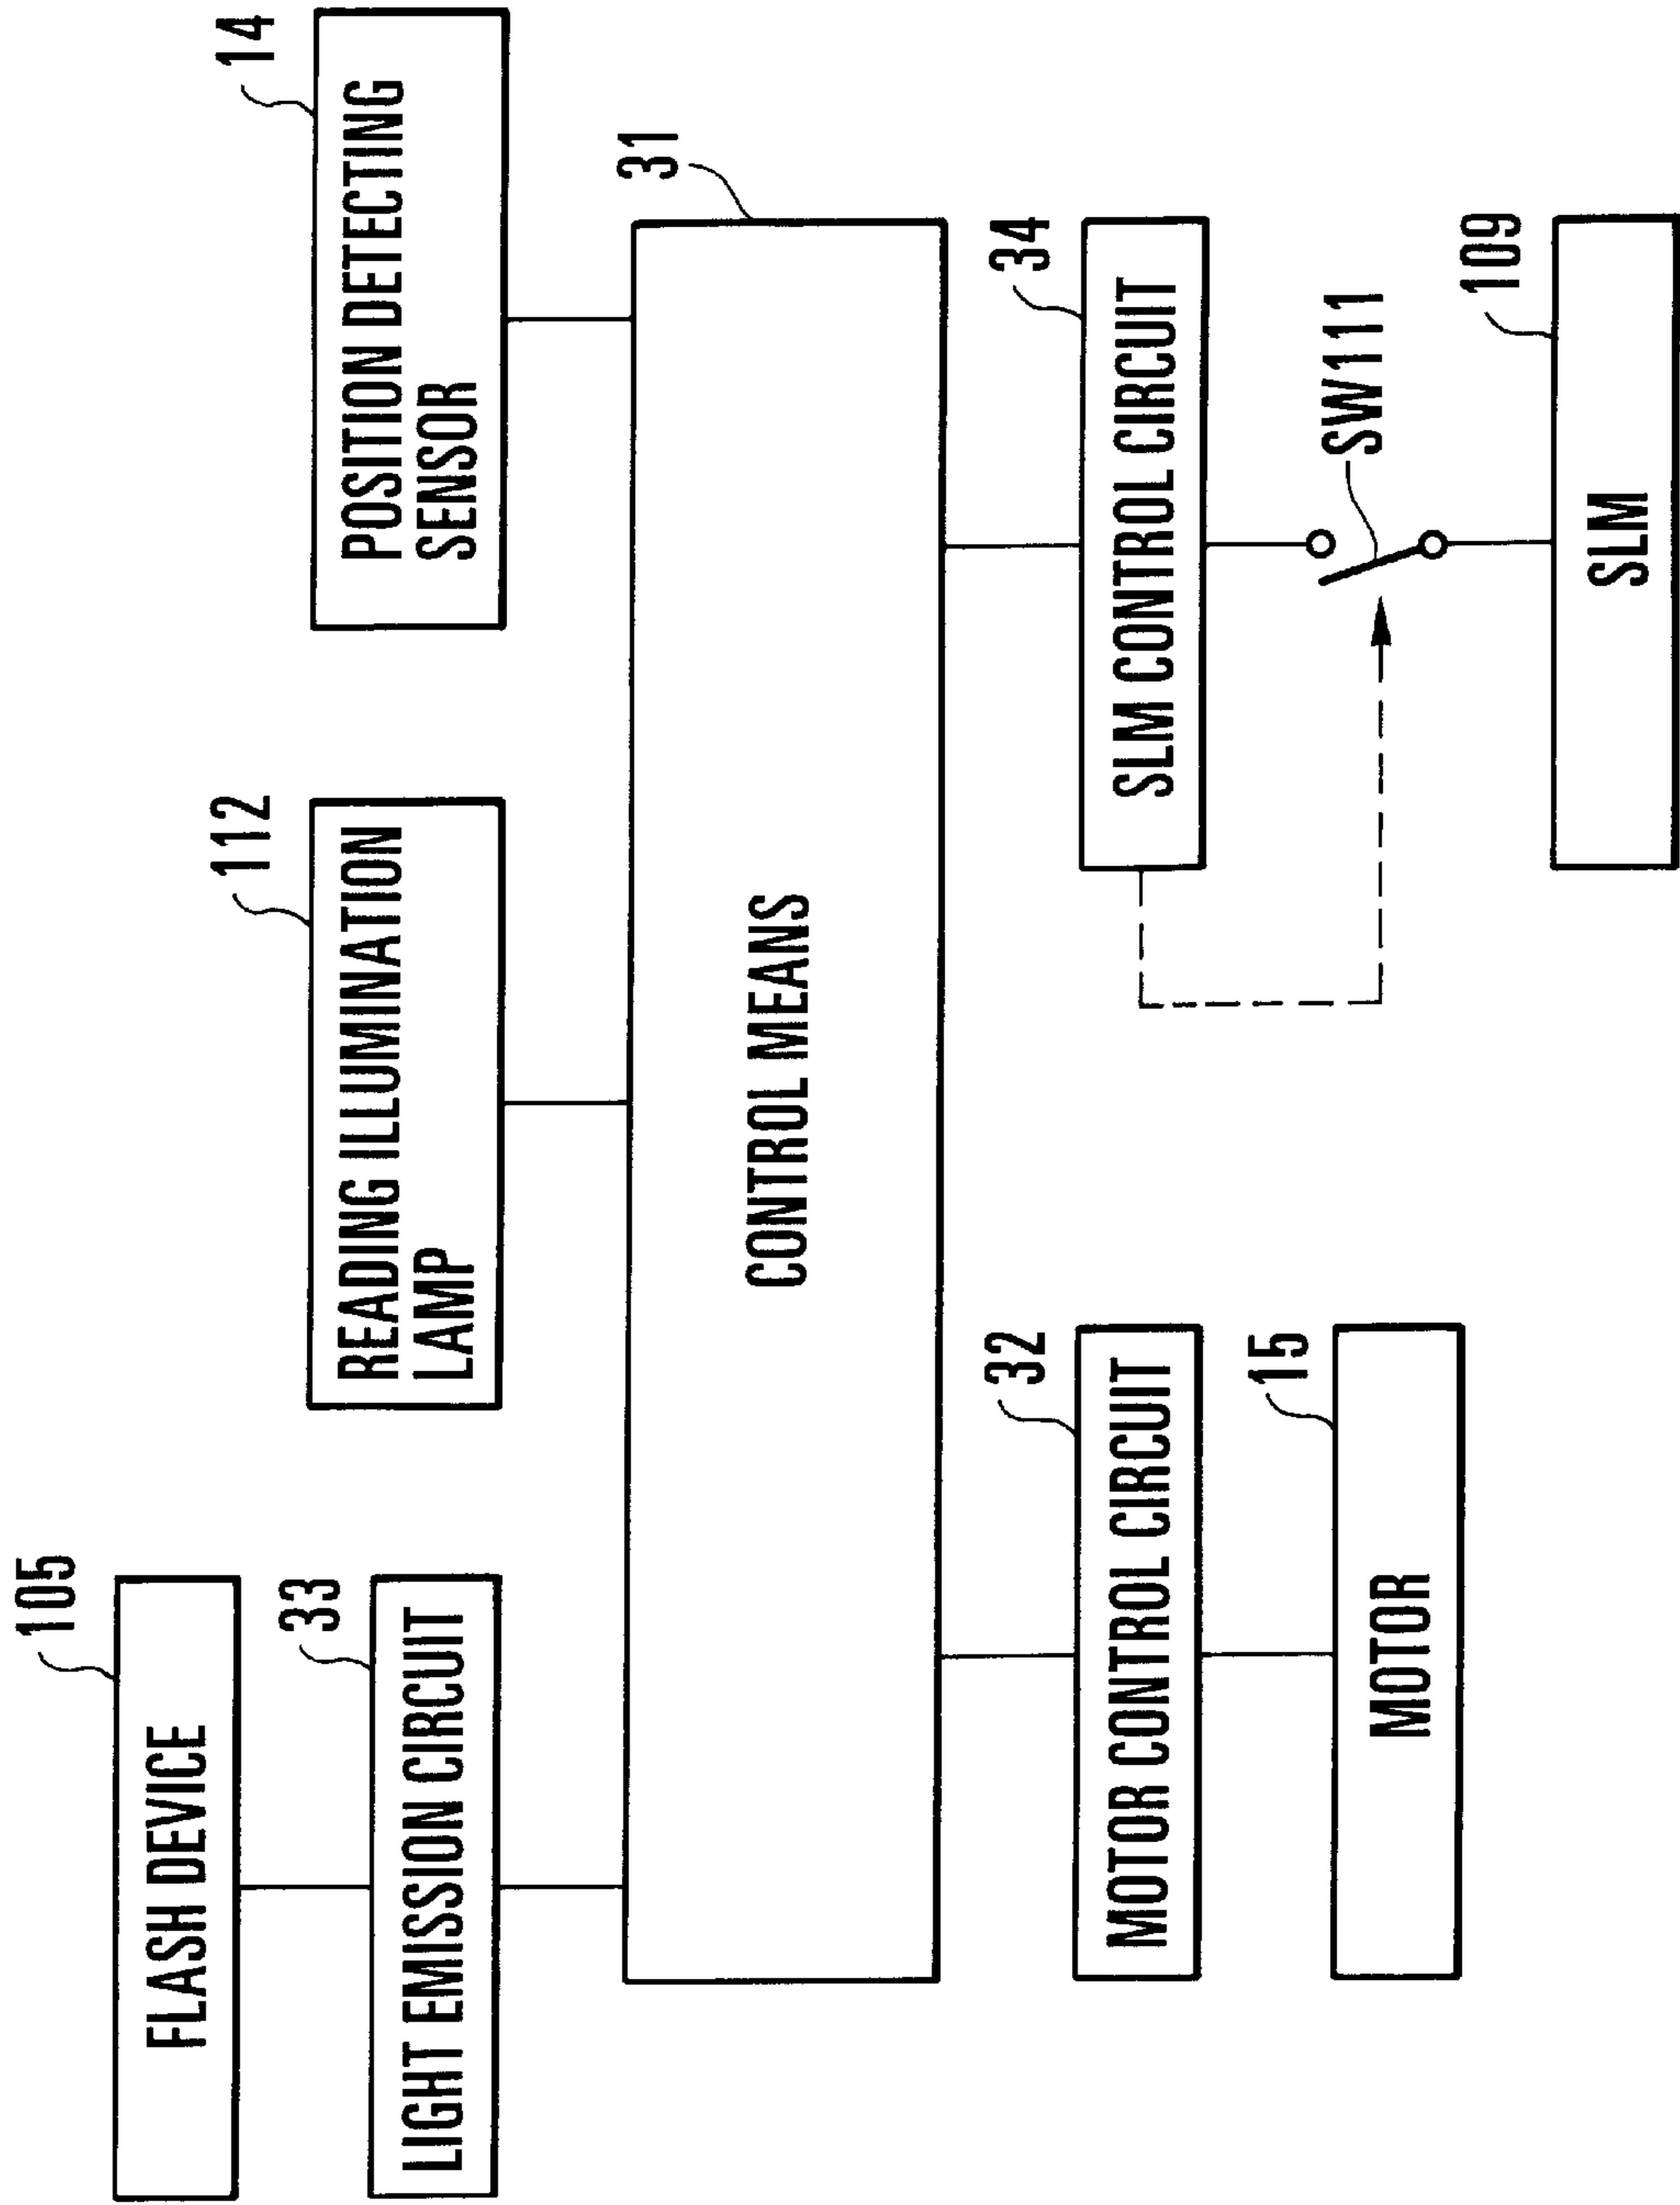 105
FLASH DEVICE
33
LIGHT EMISSION CIRCUIT
112
READING ILLUMINATION
LAMP
14
POSITION DETECTING
SENSOR
31
CONTROL MEANS
32
MOTOR CONTROL CIRCUIT
15
MOTOR
34
SLM CONTROL CIRCUIT
SW111
109
SLM